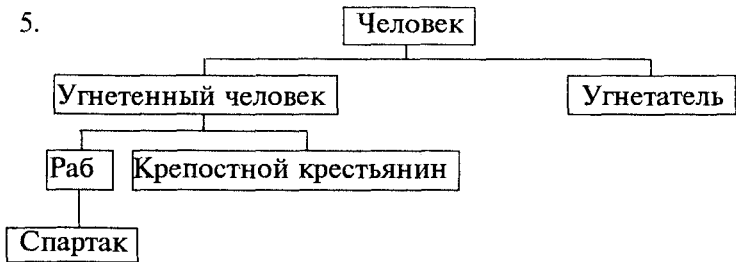 5.
Человек
Угнетенный человек
Угнетатель
Раб
Крепостной крестьянин
Спартак